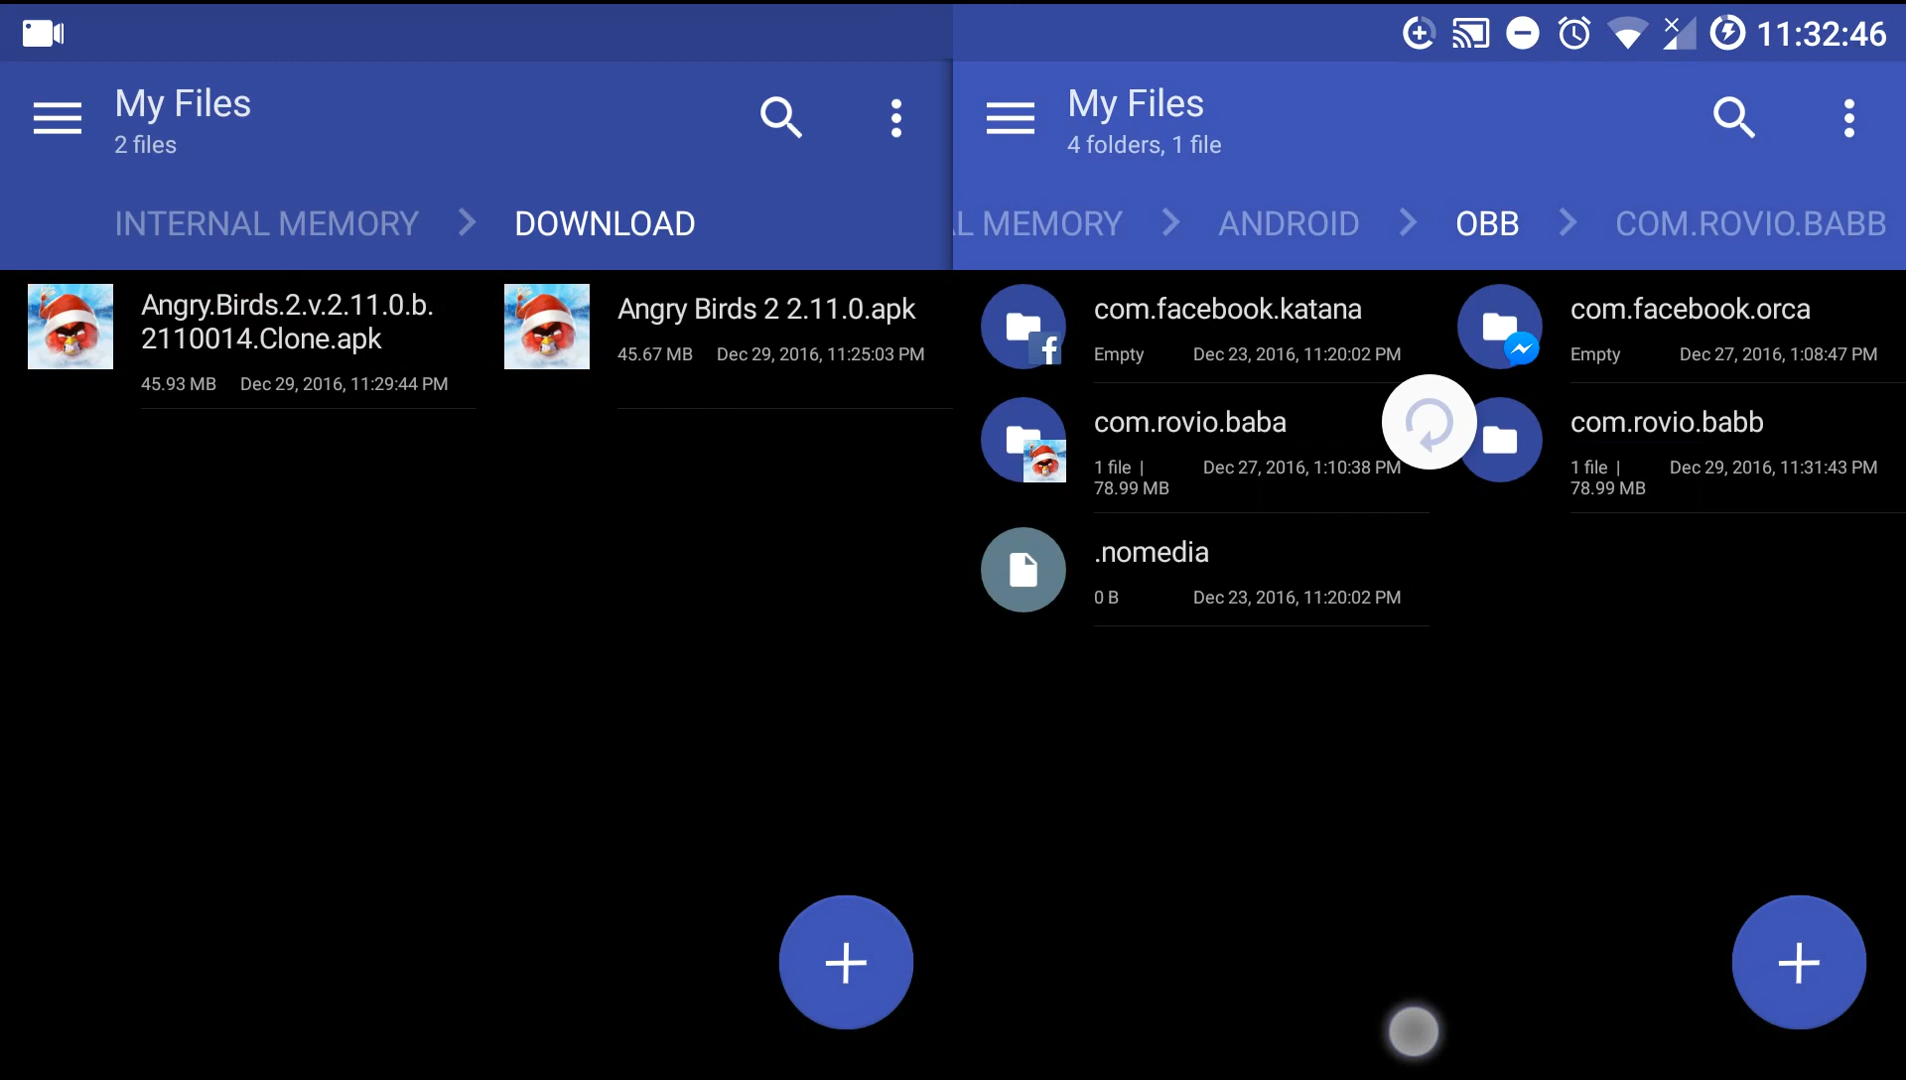 11:32:46
My Files
2 files
INTERNAL MEMORY > DOWNLOAD
Angry.Birds.2.v.2.11.0.b.
2110014.Clone.apk
45.93 MB Dec 29, 2016, 11:29:44 PM
Angry Birds 2 2.11.0.apk
45.67 MB Dec 29, 2016, 11:25:03 PM
My Files
4 folders, 1 file
L MEMORY > ANDROID > OBB > COM.ROVIO.BABB
com.facebook.katana
Empty Dec 23, 2016, 11:20:02 PM
com.facebook.orca
Empty Dec 27, 2016, 1:08:47 PM
com.rovio.baba
1 file | Dec 27, 2016, 1:10:38 PM
78.99 MB
com.rovio.babb
1 file | Dec 29, 2016, 11:31:43 PM
78.99 MB
.nomedia
0 B Dec 23, 2016, 11:20:02 PM